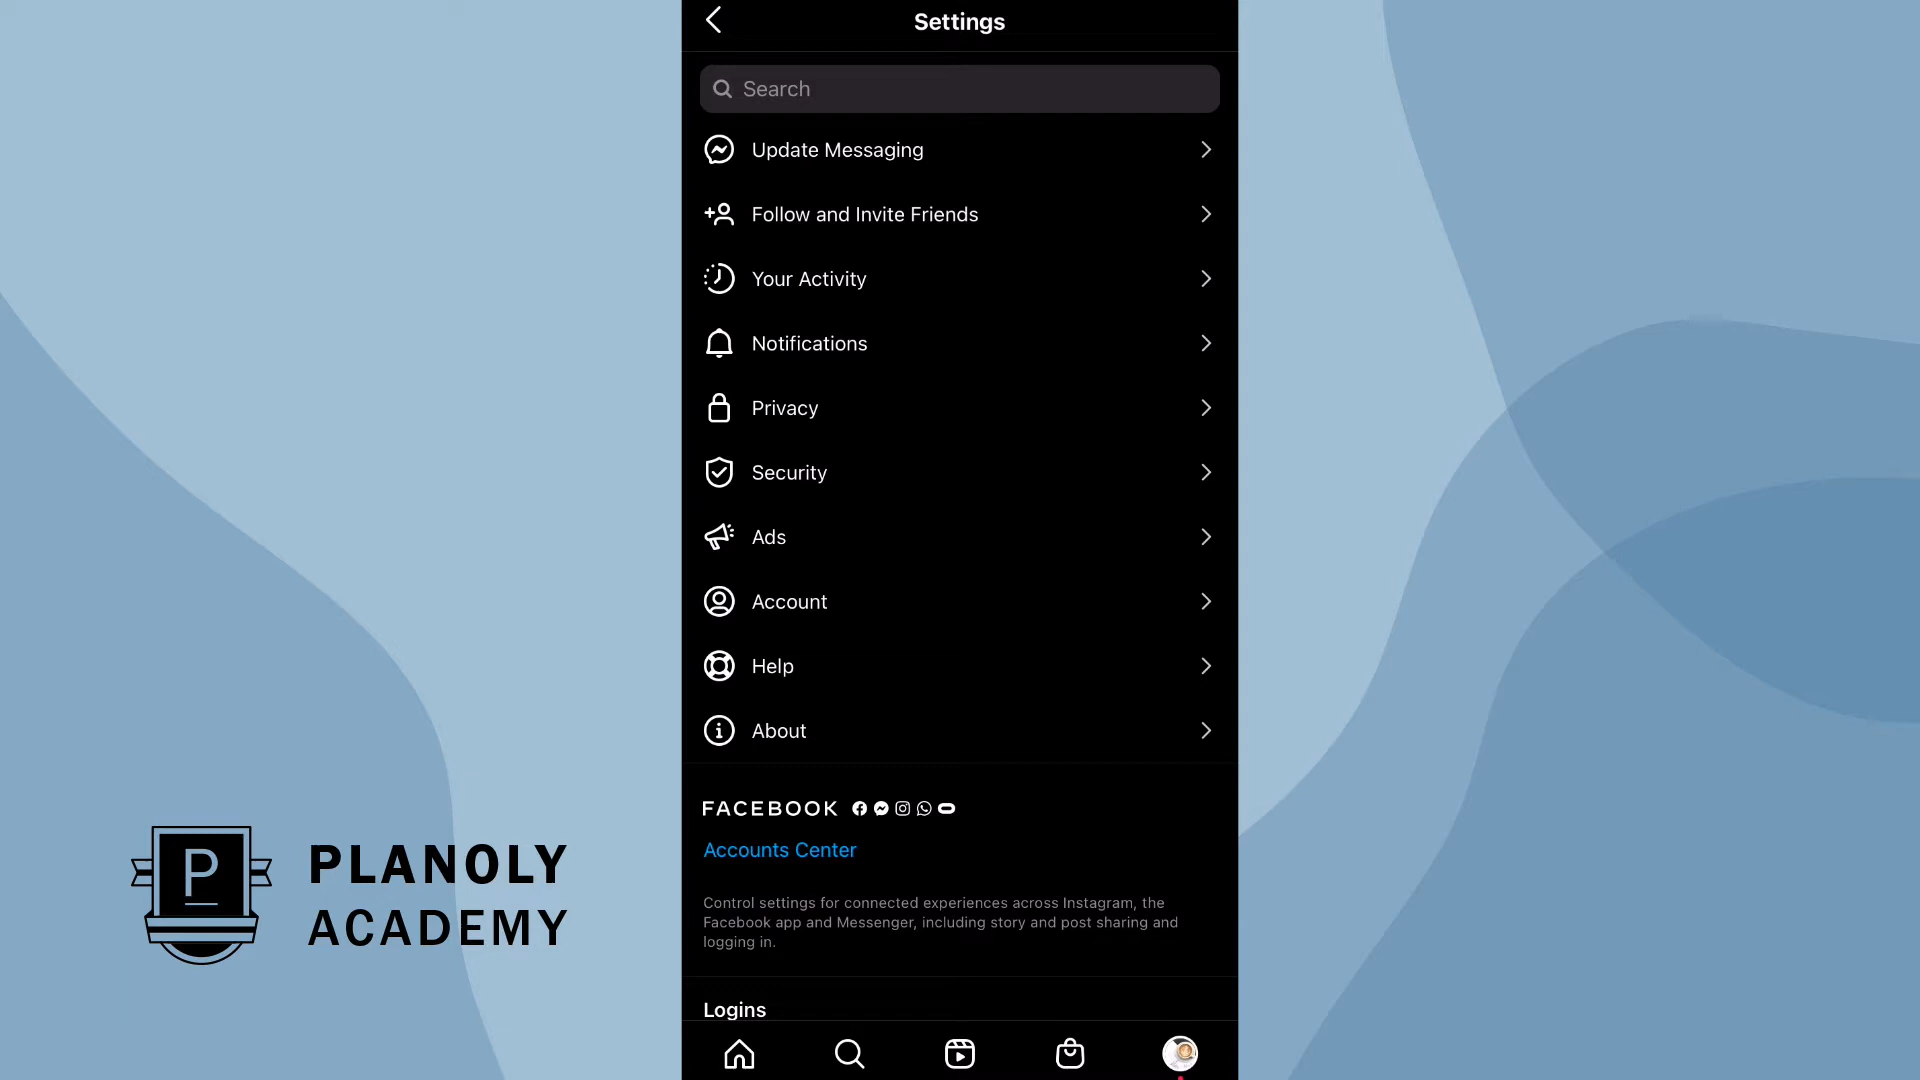 Settings
Search
Update Messaging
Follow and Invite Friends
Your Activity
Notifications
Privacy
Security
Ads
Account
Help
About
FACEBOOK
Accounts Center
Control settings for connected experiences across Instagram, the
Facebook app and Messenger, including story and post sharing and
logging in.
Logins
P
PLANOLY
ACADEMY